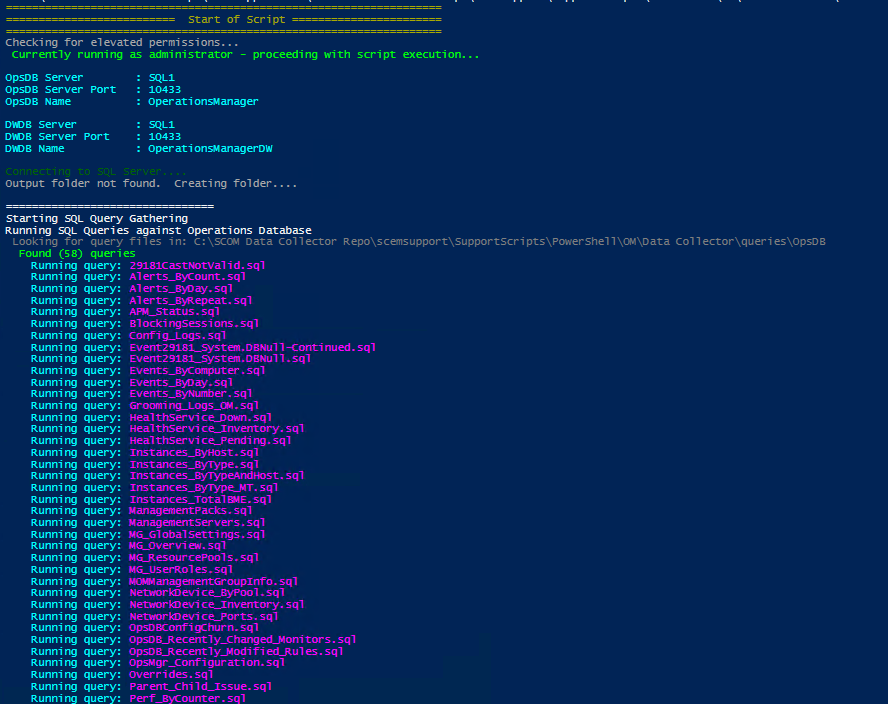 ========================== Start of Script =======================
Checking for elevated permissions...
Currently running as administrator - proceeding with script execution...
OpsDB Server : SQL1
OpsDB Server Port : 10433
OpsDB Name : OperationsManager
DWDB Server : SQL1
DWDB Server Port : 10433
DWDB Name : OperationsManagerDW
Connecting to SQL Server....
Output folder not found. Creating folder....
================================
Starting SQL Query Gathering
Running SQL Queries against Operations Database
Looking for query files in: C:\SCOM Data Collector Repo\scemsupport\SupportScripts\PowerShell\OM\Data Collector\queries\OpsDB
Found (58) queries
Running query: 29181CastNotValid.sql
Running query: Alerts_ByCount.sql
Running query: Alerts_ByDay.sql
Running query: Alerts_ByRepeat.sql
Running query: APM_Status.sql
Running query: BlockingSessions.sql
Running query: Config_Logs.sql
Running query: Event29181_System.DBNull-Continued.sql
Running query: Event29181_System.DBNull.sql
Running query: Events_ByComputer.sql
Running query: Events_ByDay.sql
Running query: Events_ByNumber.sql
Running query: Grooming_Logs_OM.sql
Running query: HealthService_Down.sql
Running query: HealthService_Inventory.sql
Running query: HealthService_Pending.sql
Running query: Instances_ByHost.sql
Running query: Instances_ByType.sql
Running query: Instances_ByTypeAndHost.sql
Running query: Instances_ByType_MT.sql
Running query: Instances_TotalBME.sql
Running query: ManagementPacks.sql
Running query: ManagementServers.sql
Running query: MG_GlobalSettings.sql
Running query: MG_Overview.sql
Running query: MG_ResourcePools.sql
Running query: MG_UserRoles.sql
Running query: MOMManagementGroupInfo.sql
Running query: NetworkDevice_ByPool.sql
Running query: NetworkDevice_Inventory.sql
Running query: NetworkDevice_Ports.sql
Running query: OpsDBConfigChurn.sql
Running query: OpsDB_Recently_Changed_Monitors.sql
Running query: OpsDB_Recently_Modified_Rules.sql
Running query: OpsMgr_Configuration.sql
Running query: Overrides.sql
Running query: Parent_Child_Issue.sql
Running query: Perf_ByCounter.sql